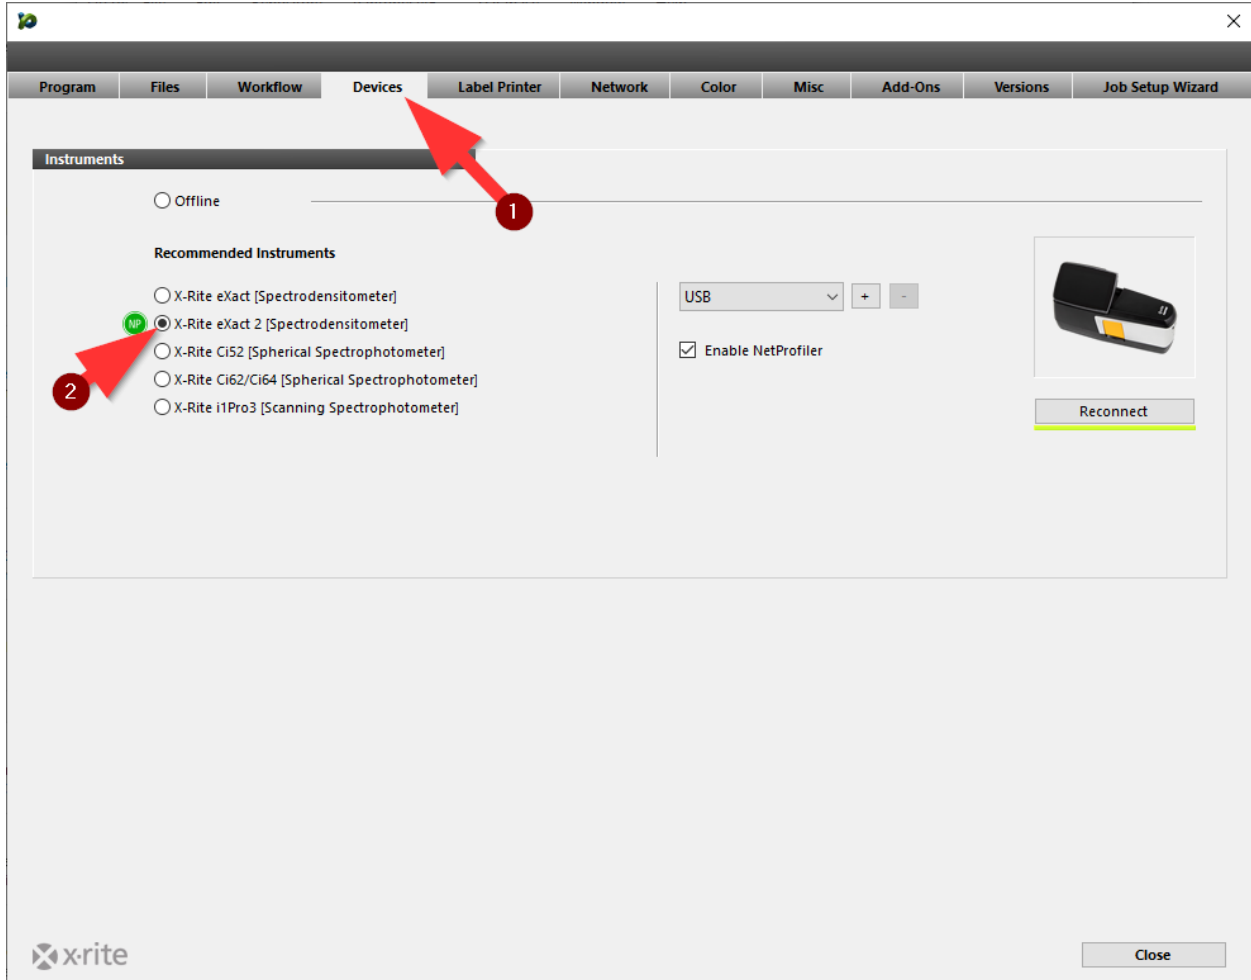 Program Files Workflow Devices Label Printer Network Color Misc Add-Ons Versions Job Setup Wizard
Instruments
Offline
1
Recommended Instruments
X-Rite eXact [Spectrodensitometer]
USB + -
NP X-Rite eXact 2 [Spectrodensitometer]
X-Rite Ci52 [Spherical Spectrophotometer]
Enable NetProfiler
X-Rite Ci62/Ci64 [Spherical Spectrophotometer]
2
X-Rite i1Pro3 [Scanning Spectrophotometer]
Reconnect
x·rite
Close